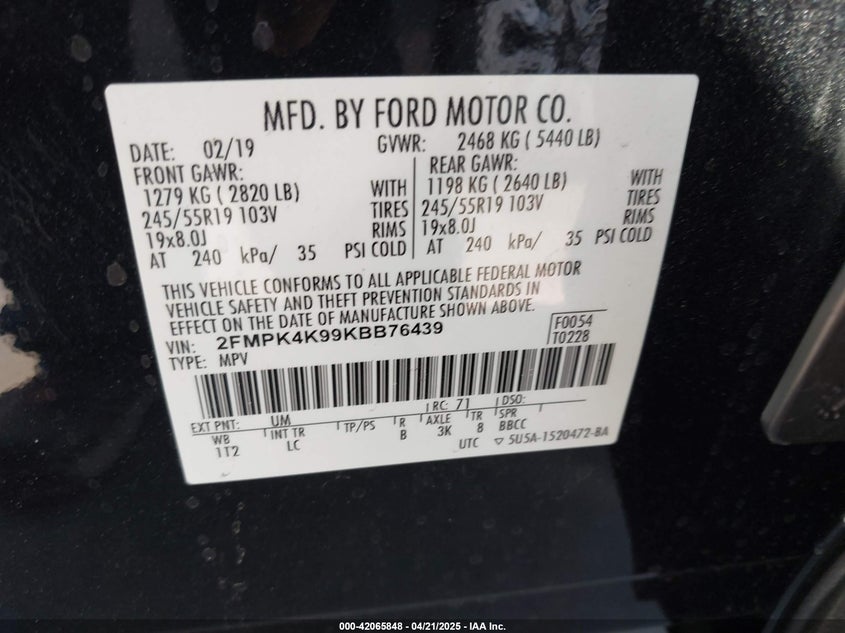 MFD. BY FORD MOTOR CO.
DATE: 02/19 GVWR: 2468 KG ( 5440 LB)
FRONT GAWR: REAR GAWR:
1279 KG ( 2820 LB) WITH 1198 KG ( 2640 LB) WITH
245/55R19 103V TIRES 245/55R19 103V TIRES
19x8.0J RIMS 19x8.0J RIMS
AT 240 kPa/ 35 PSI COLD AT 240 kPa/ 35 PSI COLD
THIS VEHICLE CONFORMS TO ALL APPLICABLE FEDERAL MOTOR
VEHICLE SAFETY AND THEFT PREVENTION STANDARDS IN
EFFECT ON THE DATE OF MANUFACTURE SHOWN ABOVE.
VIN: 2FMPK4K99KBB76439 F0054
TYPE: MPV T0228
EXT PNT: UM RC: 71 DSO:
WB INT TR TP/PS R AXLE TR SPR
1T2 LC B 3K 8 BBCC
UTC ▽ 5U5A-1520472-BA
000-42065848 - 04/21/2025 - IAA Inc.